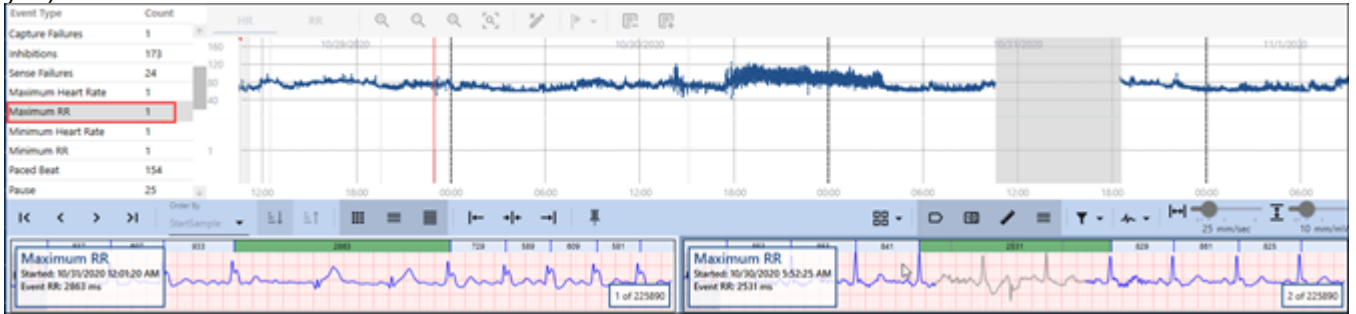 Event Type Count
Capture Failures 1
Inhibitions 173
Sense Failures 24
Maximum Heart Rate 1
Maximum RR 1
Minimum Heart Rate 1
Minimum RR 1
Paced Beat 154
Pause 25
HR RR
160
120
80
40
1
10/29/2020 10/30/2020 10/31/2020 11/1/2020
12:00 18:00 00:00 06:00 12:00 18:00 00:00 06:00 12:00 18:00 00:00 06:00
Order By
StartSample
25 mm/sec
933 2863 729 589 609 581
Maximum RR
Started: 10/31/2020 12:01:20 AM
Event RR: 2863 ms
1 of 225890
841 2531 829 861 825
Maximum RR
Started: 10/30/2020 5:52:25 AM
Event RR: 2531 ms
2 of 225890